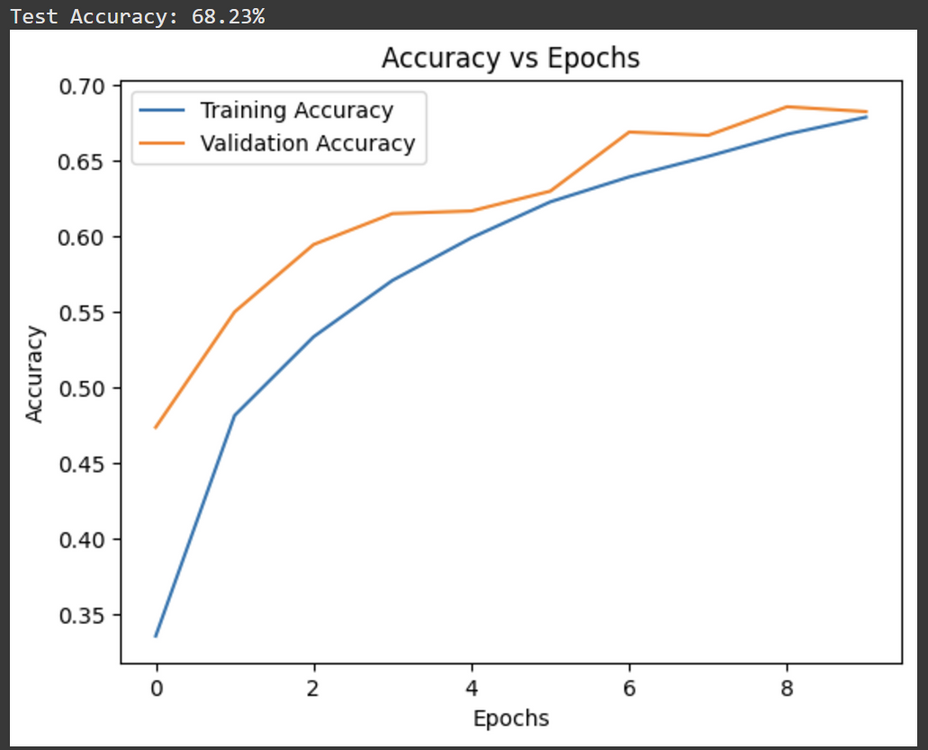 Test Accuracy: 68.23%
Accuracy vs Epochs
Training Accuracy
Validation Accuracy
0.70
0.65
0.60
0.55
0.50
0.45
0.40
0.35
Accuracy
0 2 4 6 8
Epochs